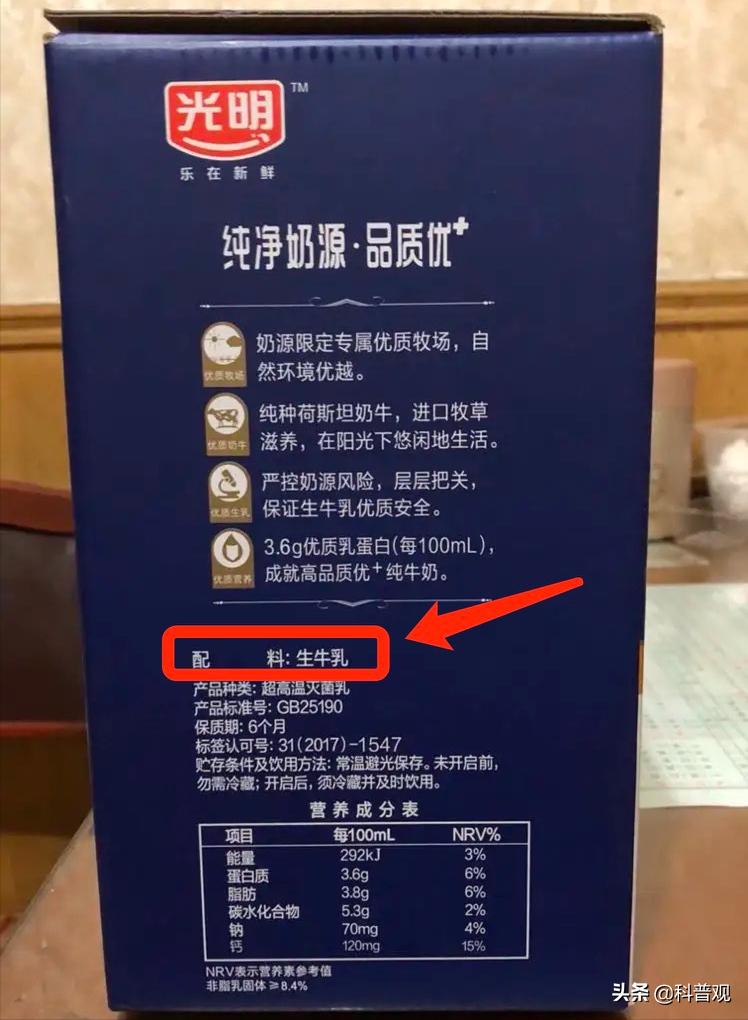 光明 TM
乐在新鲜
纯净奶源·品质优+
奶源限定专属优质牧场，自
然环境优越。
优质牧场
纯种荷斯坦奶牛，进口牧草
滋养，在阳光下悠闲地生活。
优质奶牛
严控奶源风险，层层把关，
保证生牛乳优质安全。
优质生乳
3.6g优质乳蛋白(每100mL)，
成就高品质优+纯牛奶。
优质营养
配 料：生牛乳
产品种类：超高温灭菌乳
产品标准号：GB25190
保质期：6个月
标签认可号：31(2017)-1547
贮存条件及饮用方法：常温避光保存。未开启前，
勿需冷藏；开启后，须冷藏并及时饮用。
营养成分表
项目 每100mL NRV%
能量 292kJ 3%
蛋白质 3.6g 6%
脂肪 3.8g 6%
碳水化合物 5.3g 2%
钠 70mg 4%
钙 120mg 15%
NRV表示营养素参考值
非脂乳固体≥8.4%
头条 @科普观